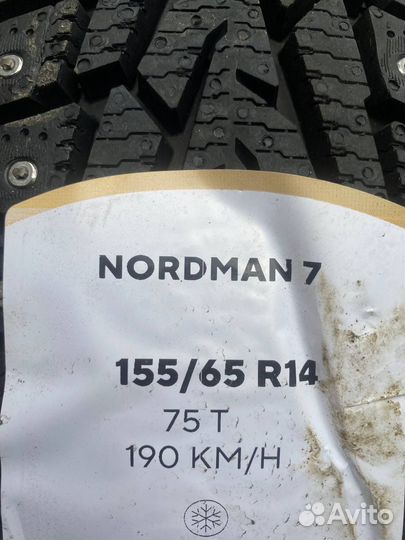 NORDMAN 7
155/65 R14
75 T
190 KM/H
Avito